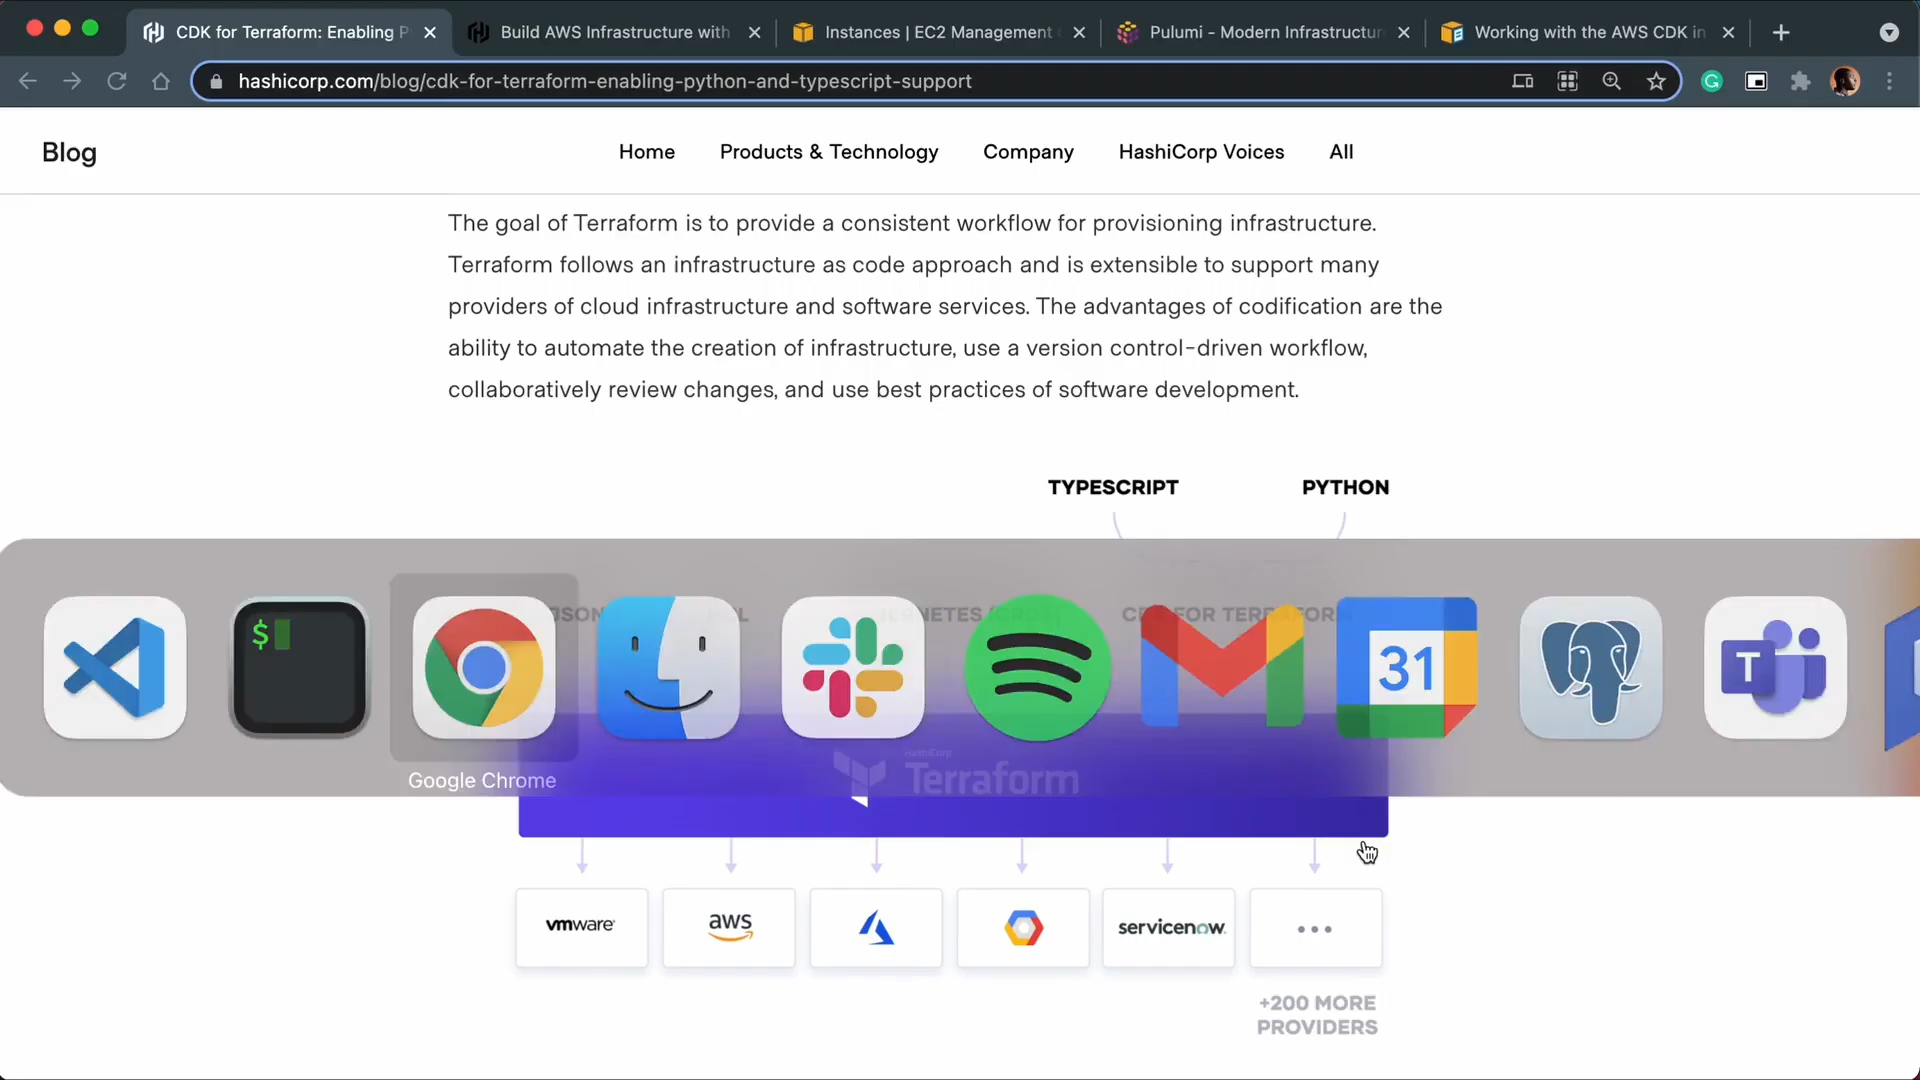 CDK for Terraform: Enabling P
Build AWS Infrastructure with
Instances | EC2 Management
Pulumi - Modern Infrastructur
Working with the AWS CDK in
hashicorp.com/blog/cdk-for-terraform-enabling-python-and-typescript-support
Blog
Home
Products & Technology
Company
HashiCorp Voices
All
The goal of Terraform is to provide a consistent workflow for provisioning infrastructure.
Terraform follows an infrastructure as code approach and is extensible to support many
providers of cloud infrastructure and software services. The advantages of codification are the
ability to automate the creation of infrastructure, use a version control-driven workflow,
collaboratively review changes, and use best practices of software development.
TYPESCRIPT
PYTHON
JSON
CDK FOR TERRAFORM
$
31
T
Google Chrome
HashiCorp
Terraform
vmware
aws
servicenow
+200 MORE
PROVIDERS